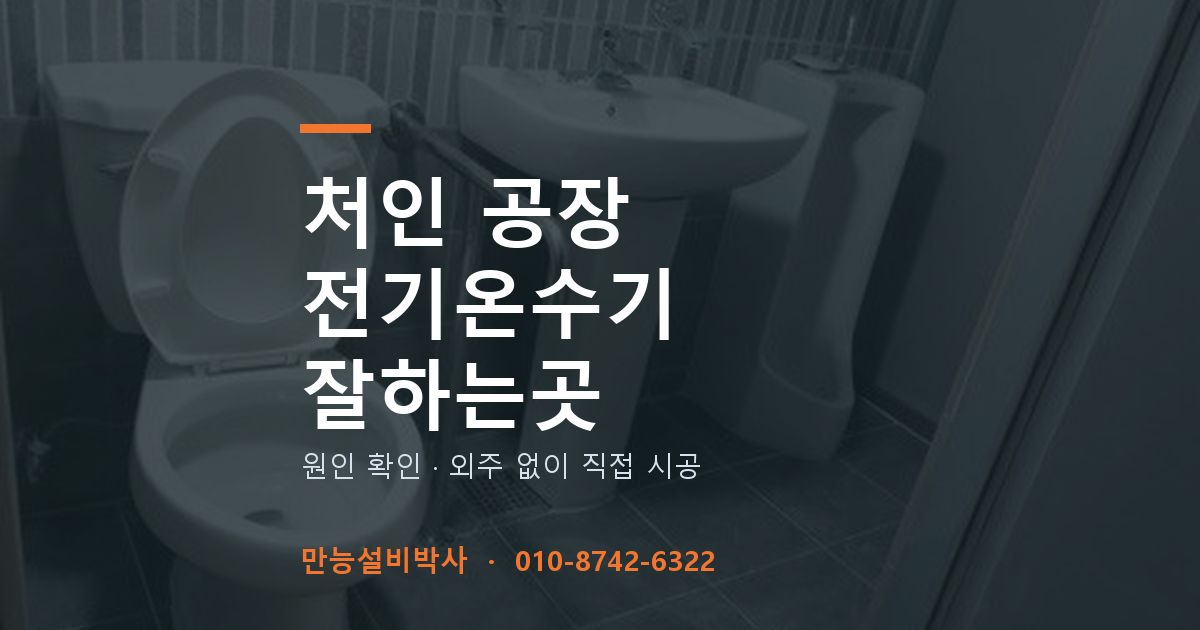 처인 공장
전기온수기
잘하는곳
원인 확인 · 외주 없이 직접 시공
만능설비박사 · 010-8742-6322